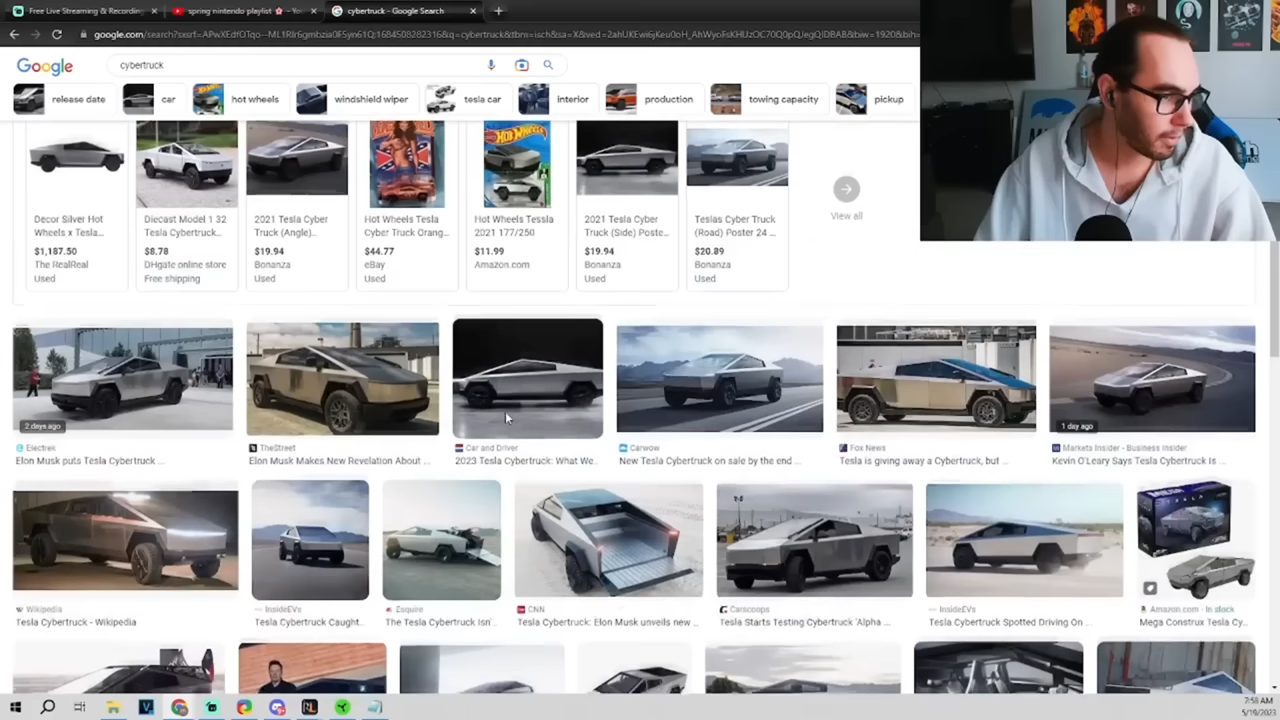 Free Live Streaming & Recordin
spring nintendo playlist
cybertruck - Google Search
Google
cybertruck
release date
car
hot wheels
windshield wiper
tesla car
interior
production
towing capacity
pickup
HOT WHEELS
Decor Silver Hot
Wheels x Tesla...
$1,187.50
The RealReal
Used
Diecast Model 1 32
Tesla Cybertruck...
$8.78
DHgate online store
Free shipping
2021 Tesla Cyber
Truck (Angle)...
$19.94
Bonanza
Used
Hot Wheels Tesla
Cyber Truck Orang...
$44.77
eBay
Used
Hot Wheels Tessla
2021 177/250
$11.99
Amazon.com
Used
2021 Tesla Cyber
Truck (Side) Poste...
$19.94
Bonanza
Used
Teslas Cyber Truck
(Road) Poster 24 ...
$20.89
Bonanza
Used
View all
2 days ago
Electrek
Elon Musk puts Tesla Cybertruck ...
TheStreet
Elon Musk Makes New Revelation About ...
Car and Driver
2023 Tesla Cybertruck: What We...
Carwow
New Tesla Cybertruck on sale by the end ...
Fox News
Tesla is giving away a Cybertruck, but ...
1 day ago
Markets Insider - Business Insider
Kevin O'Leary Says Tesla Cybertruck Is ...
Wikipedia
Tesla Cybertruck - Wikipedia
InsideEVs
Tesla Cybertruck Caught...
Esquire
The Tesla Cybertruck Isn'...
CNN
Tesla Cybertruck: Elon Musk unveils new ...
Carscoops
Tesla Starts Testing Cybertruck 'Alpha ...
InsideEVs
Tesla Cybertruck Spotted Driving On ...
Amazon.com - In stock
Mega Construx Tesla Cy...
7:58 AM
5/19/2023